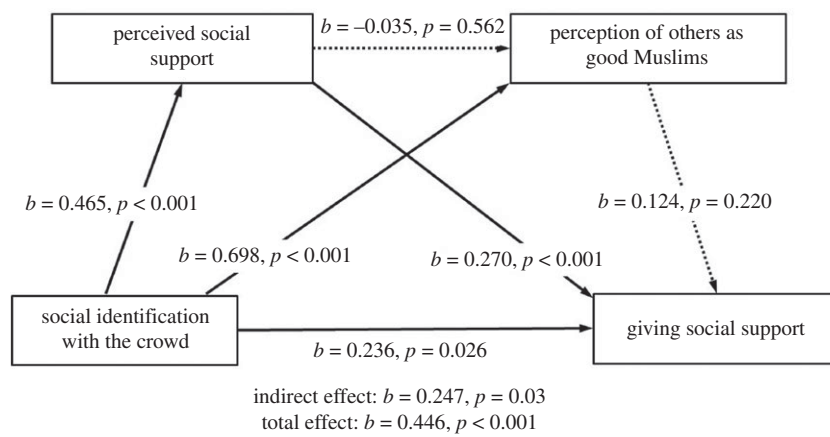 perceived social
support
b = –0.035, p = 0.562
perception of others as
good Muslims
b = 0.465, p < 0.001
b = 0.124, p = 0.220
b = 0.698, p < 0.001
b = 0.270, p < 0.001
social identification
with the crowd
giving social support
b = 0.236, p = 0.026
indirect effect: b = 0.247, p = 0.03
total effect: b = 0.446, p < 0.001